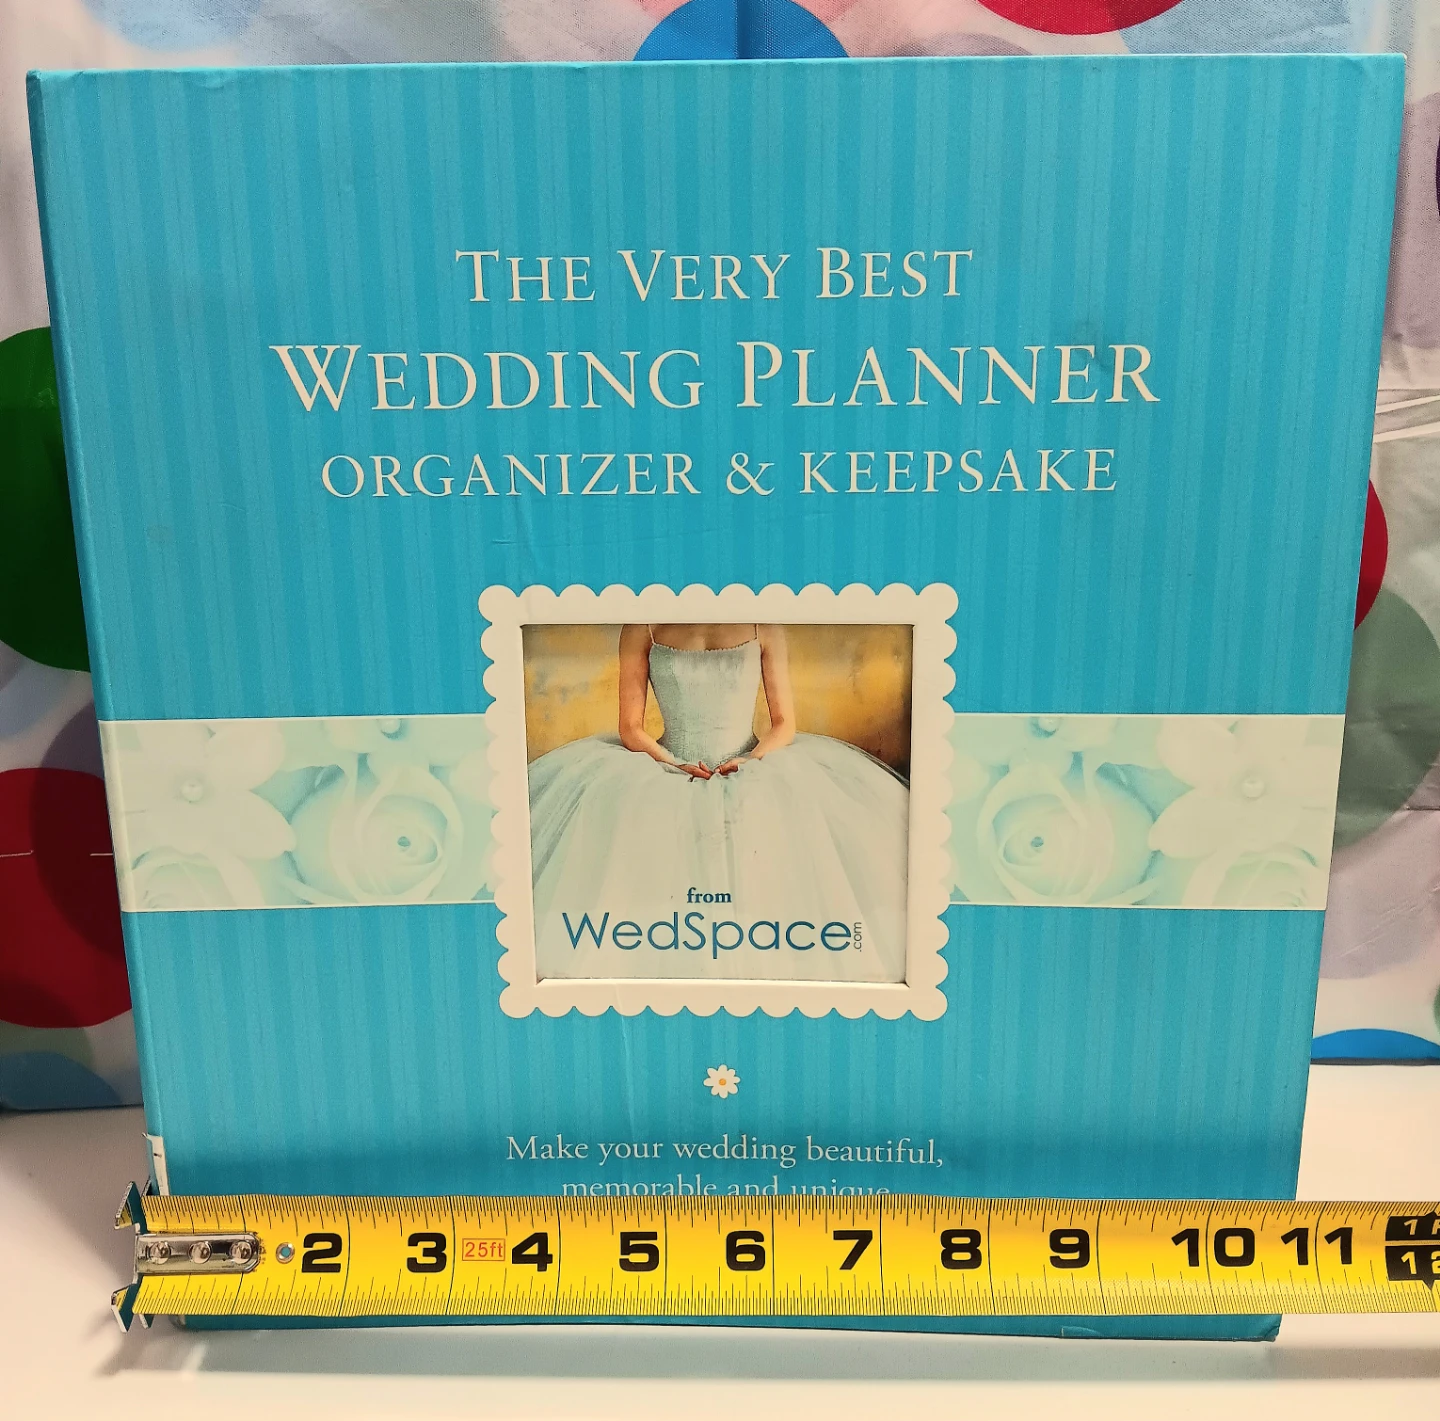 THE VERY BEST
WEDDING PLANNER
ORGANIZER & KEEPSAKE
from
WedSpace.com
Make your wedding beautiful,
memorable and unique
2 3 25ft 4 5 6 7 8 9 10 11